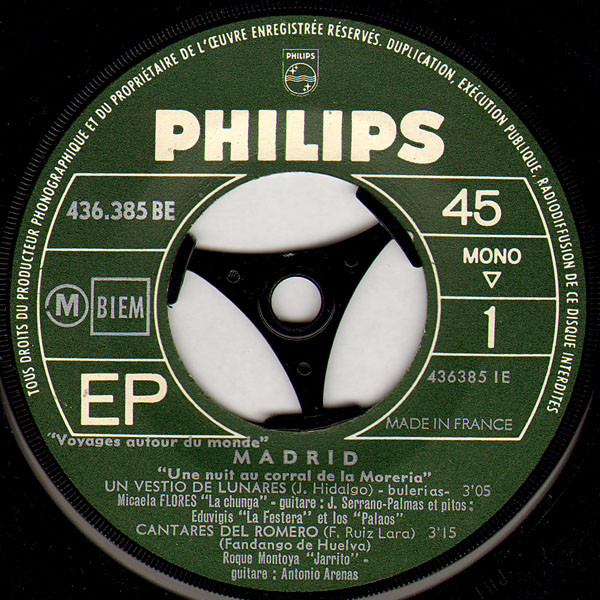 TOUS DROITS DU PRODUCTEUR PHONOGRAPHIQUE ET DU PROPRIÉTAIRE DE L'ŒUVRE ENREGISTRÉE RÉSERVÉS. DUPLICATION, EXÉCUTION PUBLIQUE, RADIODIFFUSION DE CE DISQUE INTERDITES
PHILIPS
PHILIPS
436.385 BE
45
MONO
M BIEM
1
436385 1E
EP
MADE IN FRANCE
"Voyages autour du monde"
MADRID
"Une nuit au corral de la Moreria"
UN VESTIO DE LUNARES (J. Hidalgo) - bulerias- 3'05
Micaela FLORES "La chunga" - guitare : J. Serrano-Palmas et pitos :
Eduvigis "La Festera" et los "Palaos"
CANTARES DEL ROMERO (F. Ruiz Lara) 3'15
(Fandango de Huelva)
Roque Montoya "Jarrito" -
guitare : Antonio Arenas